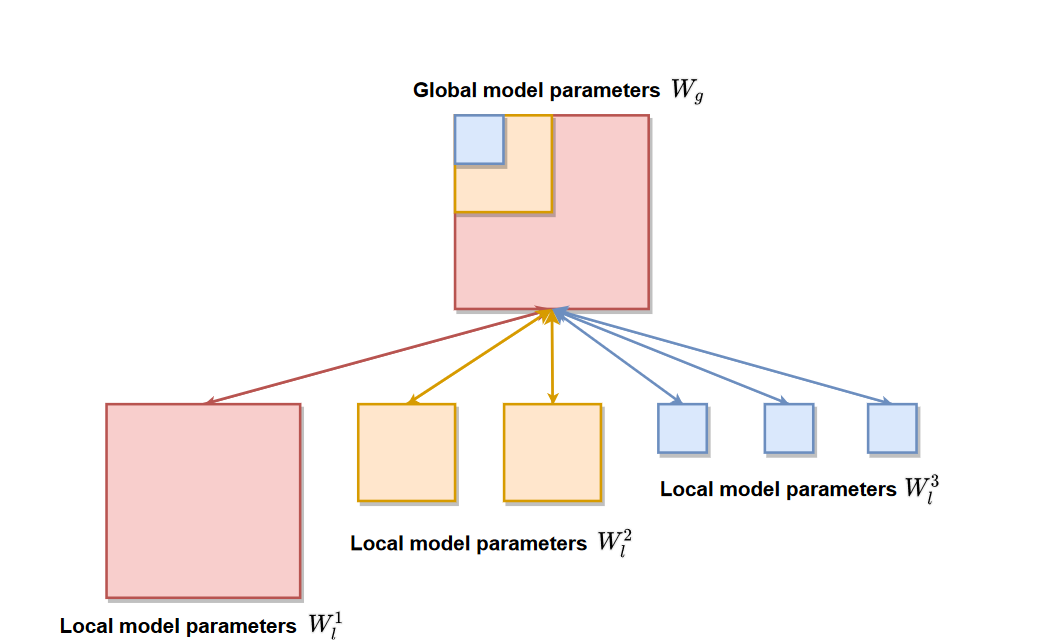 Global model parameters $W_g$
Local model parameters $W_l^3$
Local model parameters $W_l^2$
Local model parameters $W_l^1$